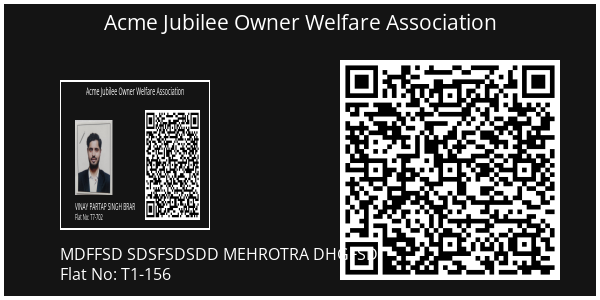 Acme Jubilee Owner Welfare Association
Acme Jubilee Owner Welfare Association
VINAY PARTAP SINGH BRAR
Flat No: T7-702
MDFFSD SDSFSDSDD MEHROTRA
Flat No: T1-156